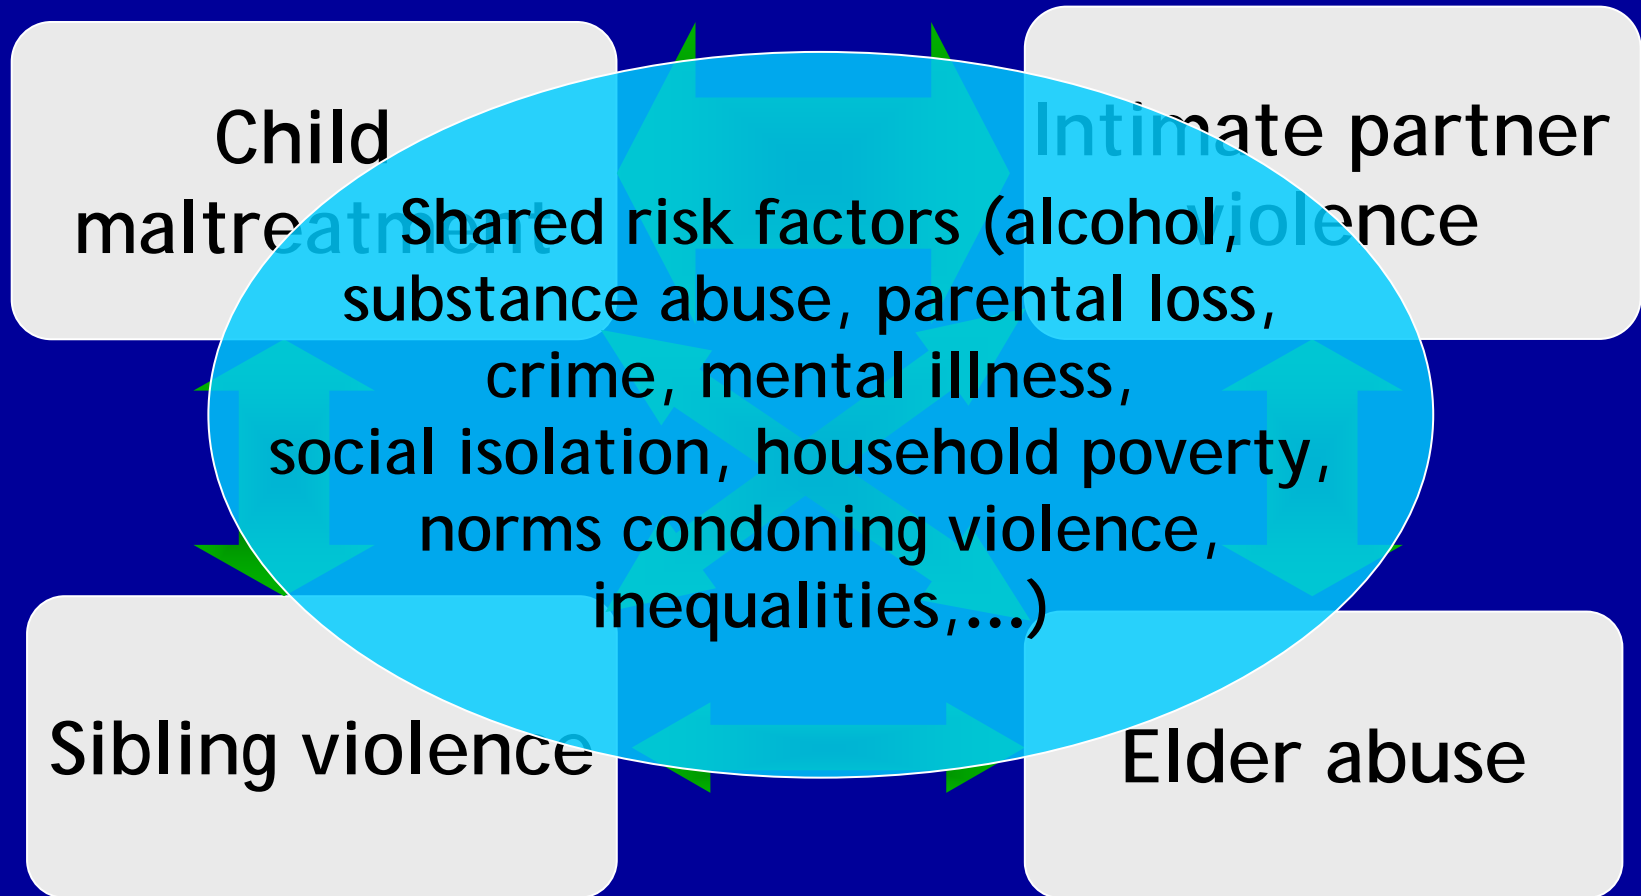 Child
maltreatment
Intimate partner
violence
Shared risk factors (alcohol,
substance abuse, parental loss,
crime, mental illness,
social isolation, household poverty,
norms condoning violence,
inequalities,...)
Sibling violence
Elder abuse